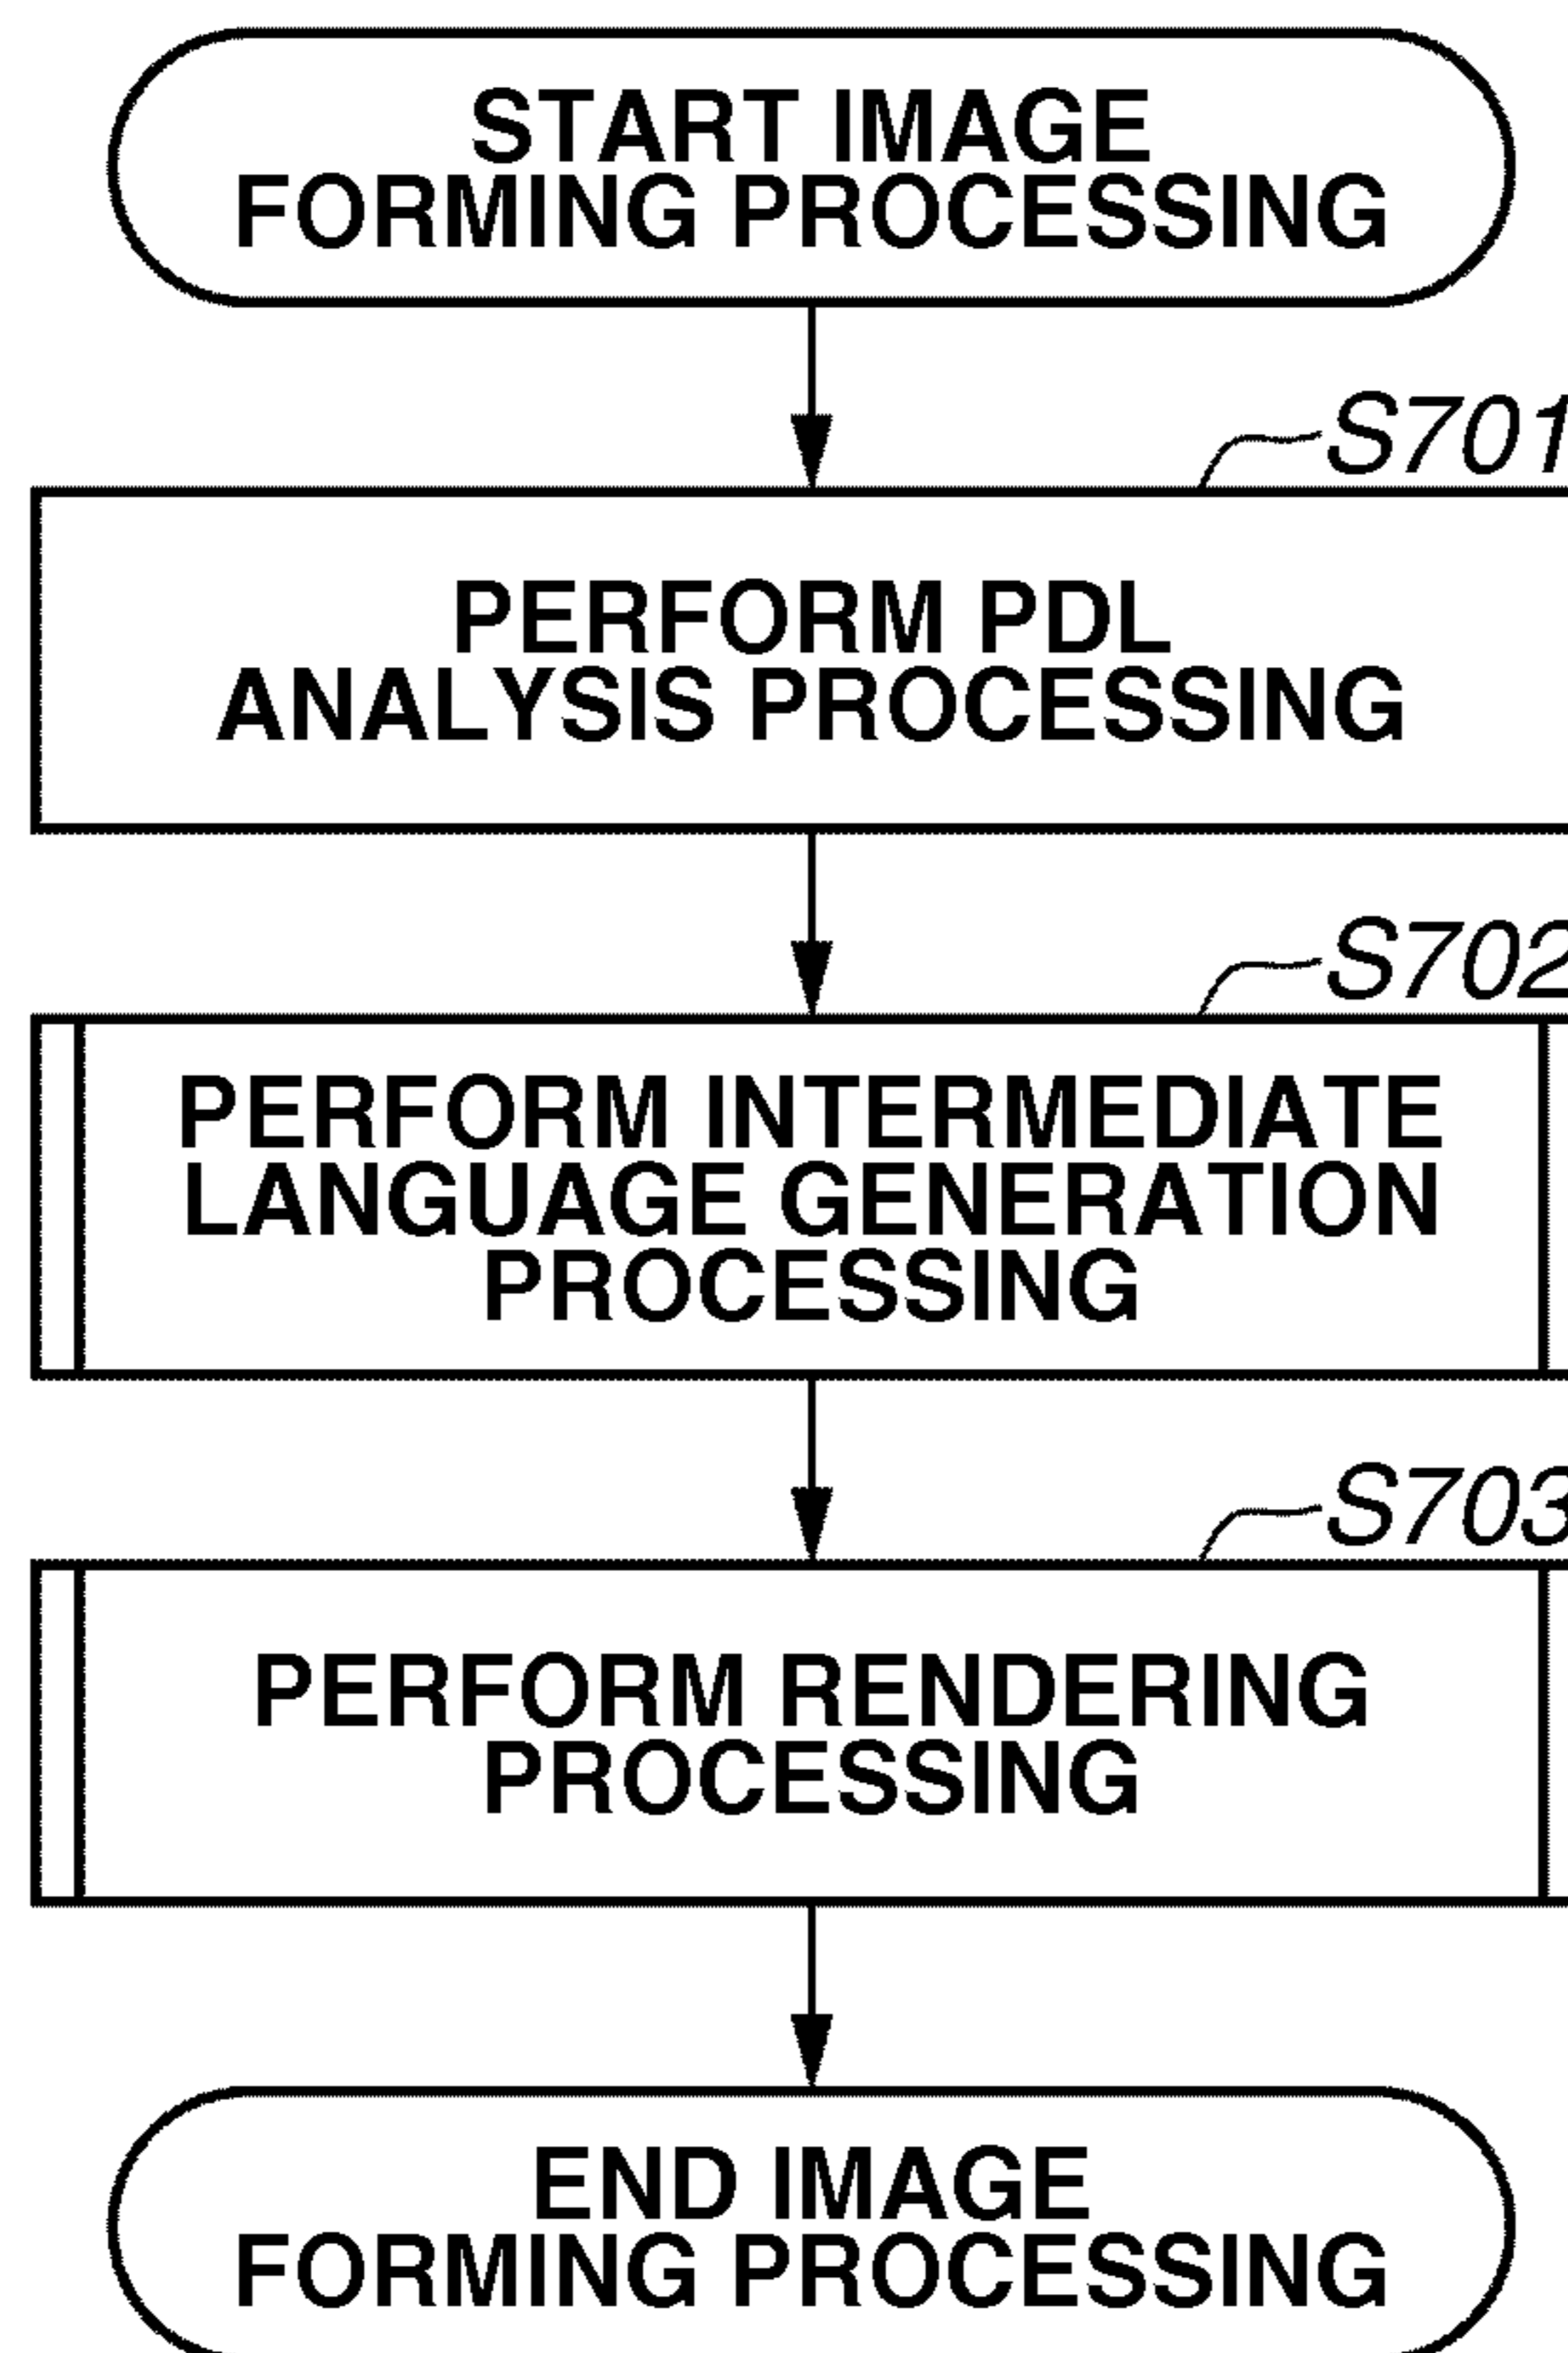 START IMAGE
FORMING PROCESSING
S701
PERFORM PDL
ANALYSIS PROCESSING
S702
PERFORM INTERMEDIATE
LANGUAGE GENERATION
PROCESSING
S703
PERFORM RENDERING
PROCESSING
END IMAGE
FORMING PROCESSING